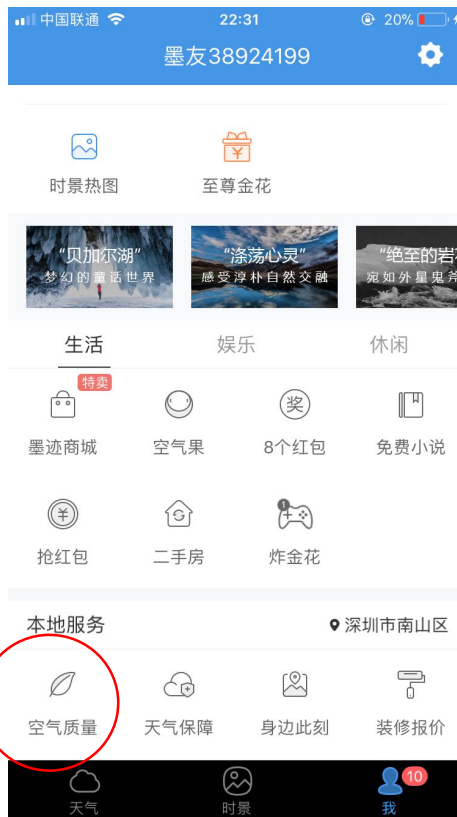 中国联通 22:31 20%
墨友38924199
时景热图 至尊金花
"贝加尔湖" "涤荡心灵" "绝至的岩
梦幻的童话世界 感受淳朴自然交融 宛如外星鬼斧
生活 娱乐 休闲
特卖
奖
墨迹商城 空气果 8个红包 免费小说
1
抢红包 二手房 炸金花
本地服务 深圳市南山区
空气质量 天气保障 身边此刻 装修报价
10
天气 时景 我